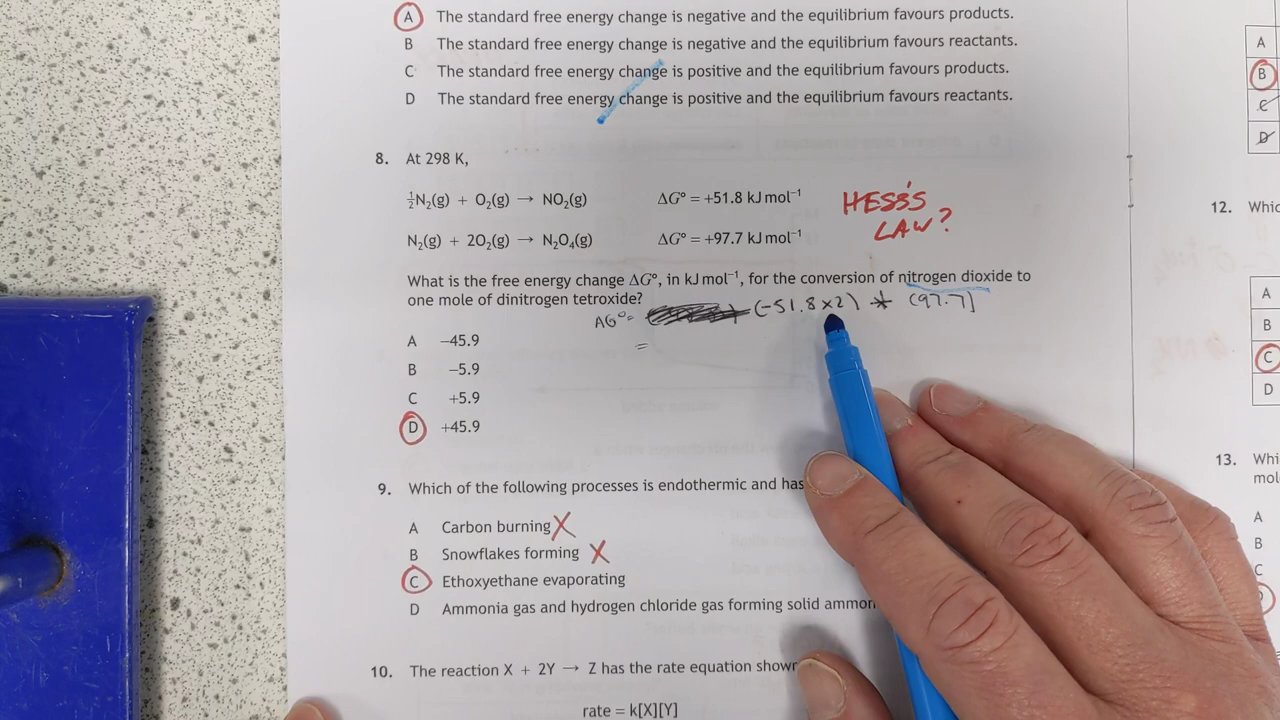 A The standard free energy change is negative and the equilibrium favours products.
B The standard free energy change is negative and the equilibrium favours reactants.
C The standard free energy change is positive and the equilibrium favours products.
D The standard free energy change is positive and the equilibrium favours reactants.
8. At 298 K,
½N₂(g) + O₂(g) → NO₂(g) ΔG° = +51.8 kJ mol⁻¹
N₂(g) + 2O₂(g) → N₂O₄(g) ΔG° = +97.7 kJ mol⁻¹
HESS'S
LAW?
What is the free energy change ΔG°, in kJ mol⁻¹, for the conversion of nitrogen dioxide to
one mole of dinitrogen tetroxide?
ΔG°= (-51.8×2) + (97.7)
=
A −45.9
B −5.9
C +5.9
D +45.9
9. Which of the following processes is endothermic and has
A Carbon burning X
B Snowflakes forming X
C Ethoxyethane evaporating
D Ammonia gas and hydrogen chloride gas forming solid
10. The reaction X + 2Y → Z has the rate equation
rate = k[X][Y]
A
B
C
D
12.
A
B
C
D
13.
A
B
C